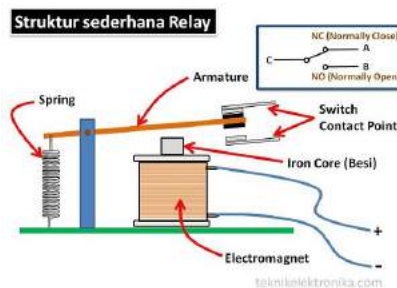 Struktur sederhana Relay
NC (Normally Close)
A
C
B
NO (Normally Open)
Armature
Spring
Switch
Contact Point
Iron Core (Besi)
+
Electromagnet
-
teknikelektronika.com